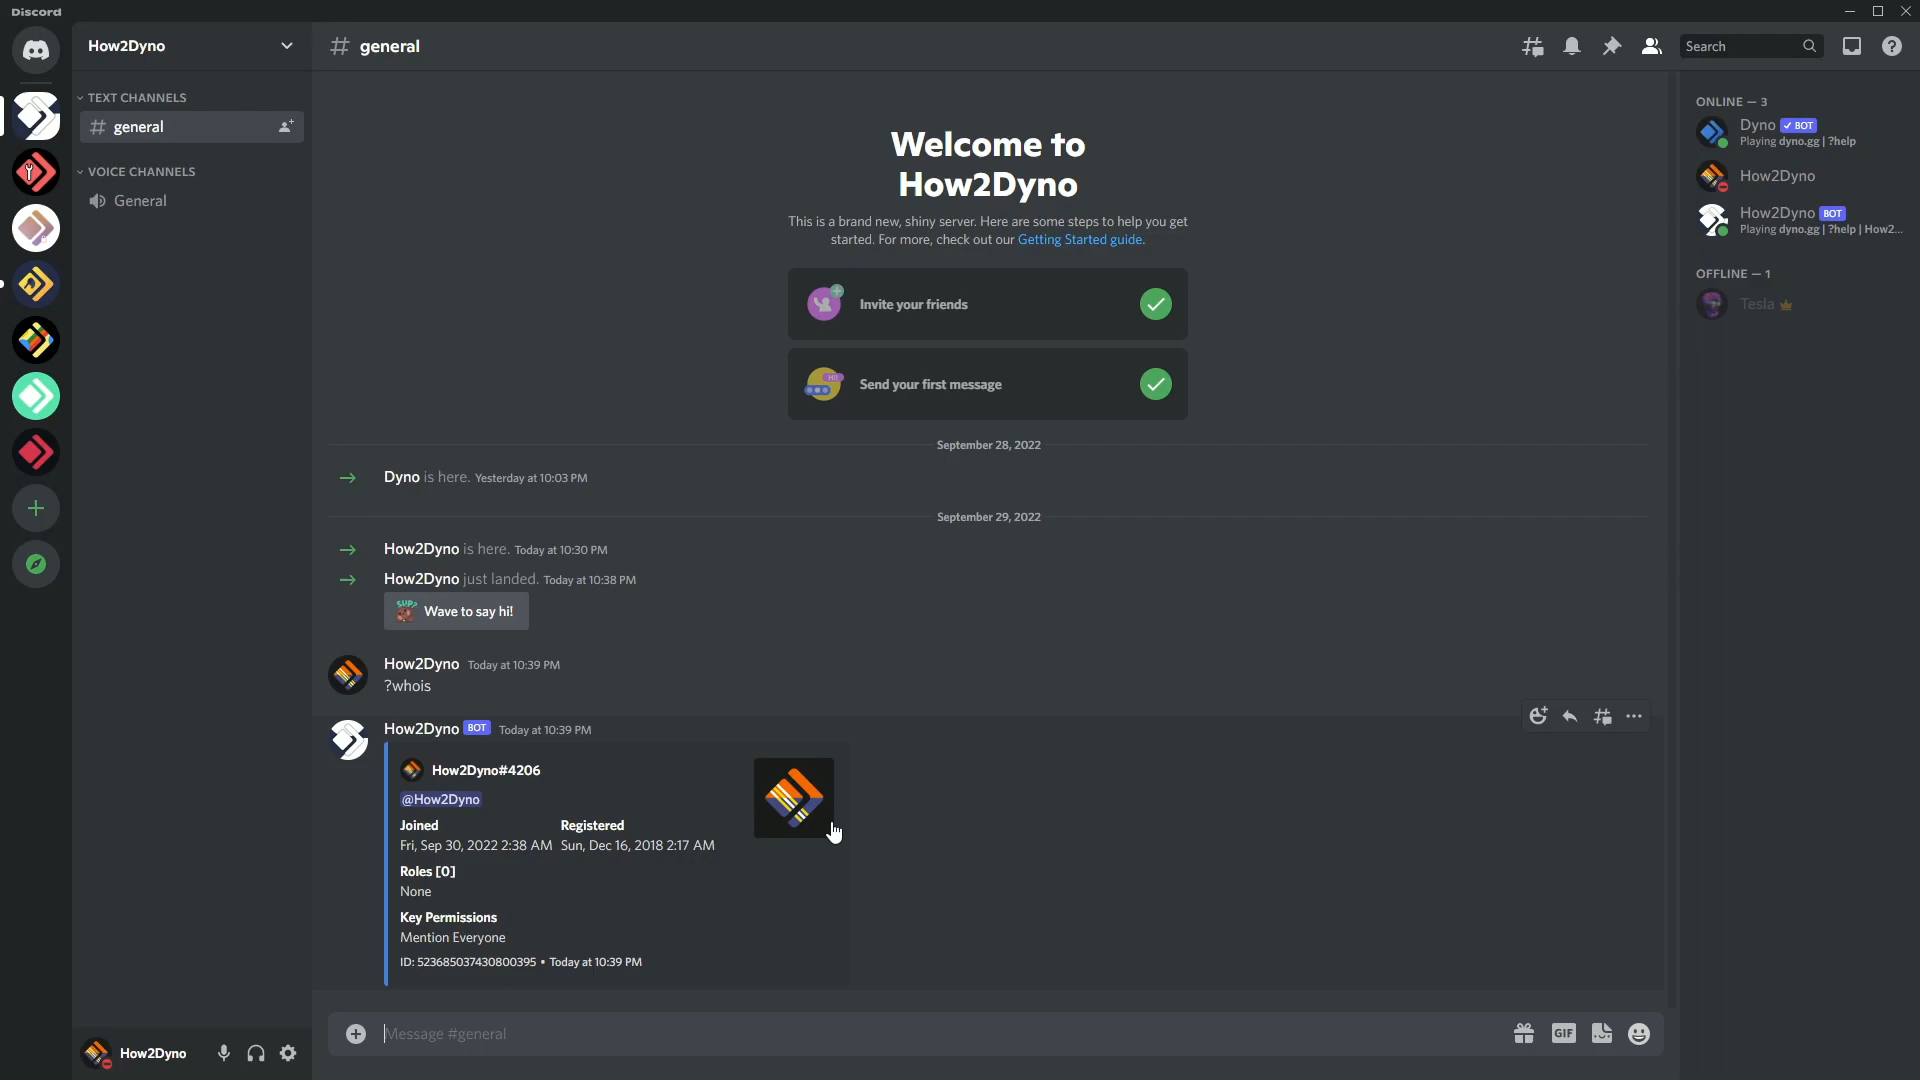 Discord
How2Dyno
TEXT CHANNELS
general
VOICE CHANNELS
General
# general
Search
Welcome to
How2Dyno
This is a brand new, shiny server. Here are some steps to help you get
started. For more, check out our Getting Started guide.
Invite your friends
Send your first message
September 28, 2022
Dyno is here. Yesterday at 10:03 PM
September 29, 2022
How2Dyno is here. Today at 10:30 PM
How2Dyno just landed. Today at 10:38 PM
SUP? Wave to say hi!
How2Dyno Today at 10:39 PM
?whois
How2Dyno BOT Today at 10:39 PM
How2Dyno#4206
@How2Dyno
Joined Registered
Fri, Sep 30, 2022 2:38 AM Sun, Dec 16, 2018 2:17 AM
Roles [0]
None
Key Permissions
Mention Everyone
ID: 523685037430800395 • Today at 10:39 PM
Message #general
GIF
ONLINE — 3
Dyno ✓ BOT
Playing dyno.gg | ?help
How2Dyno
How2Dyno BOT
Playing dyno.gg | ?help | How2...
OFFLINE — 1
Tesla
How2Dyno